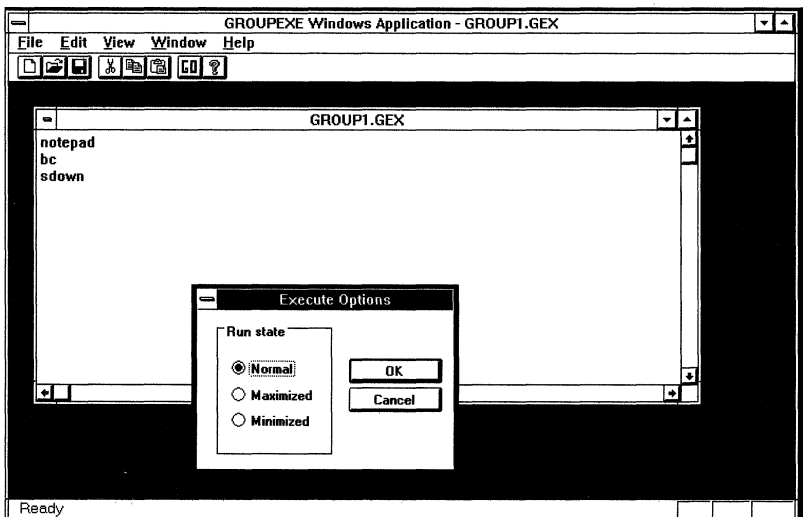 GROUPEXE Windows Application - GROUP1.GEX
File Edit View Window Help
GO ?
GROUP1.GEX
notepad
bc
sdown
Execute Options
Run state
Normal
Maximized
Minimized
OK
Cancel
Ready